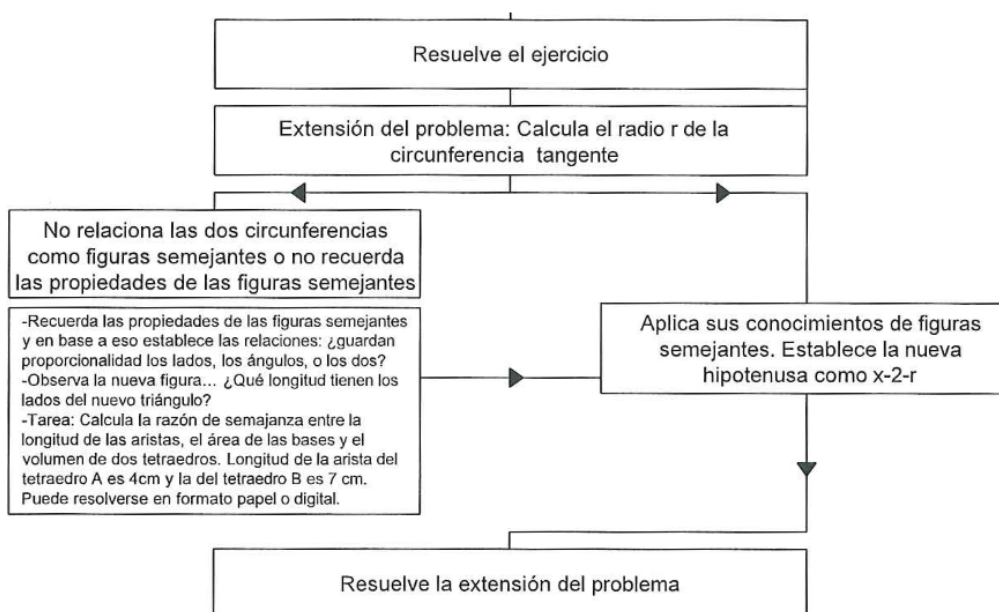 Resuelve el ejercicio
Extensión del problema: Calcula el radio r de la
circunferencia tangente
No relaciona las dos circunferencias
como figuras semejantes o no recuerda
las propiedades de las figuras semejantes
-Recuerda las propiedades de las figuras semejantes
y en base a eso establece las relaciones: ¿guardan
proporcionalidad los lados, los ángulos, o los dos?
-Observa la nueva figura... ¿Qué longitud tienen los
lados del nuevo triángulo?
-Tarea: Calcula la razón de semajanza entre la
longitud de las aristas, el área de las bases y el
volumen de dos tetraedros. Longitud de la arista del
tetraedro A es 4cm y la del tetraedro B es 7 cm.
Puede resolverse en formato papel o digital.
Aplica sus conocimientos de figuras
semejantes. Establece la nueva
hipotenusa como x-2-r
Resuelve la extensión del problema